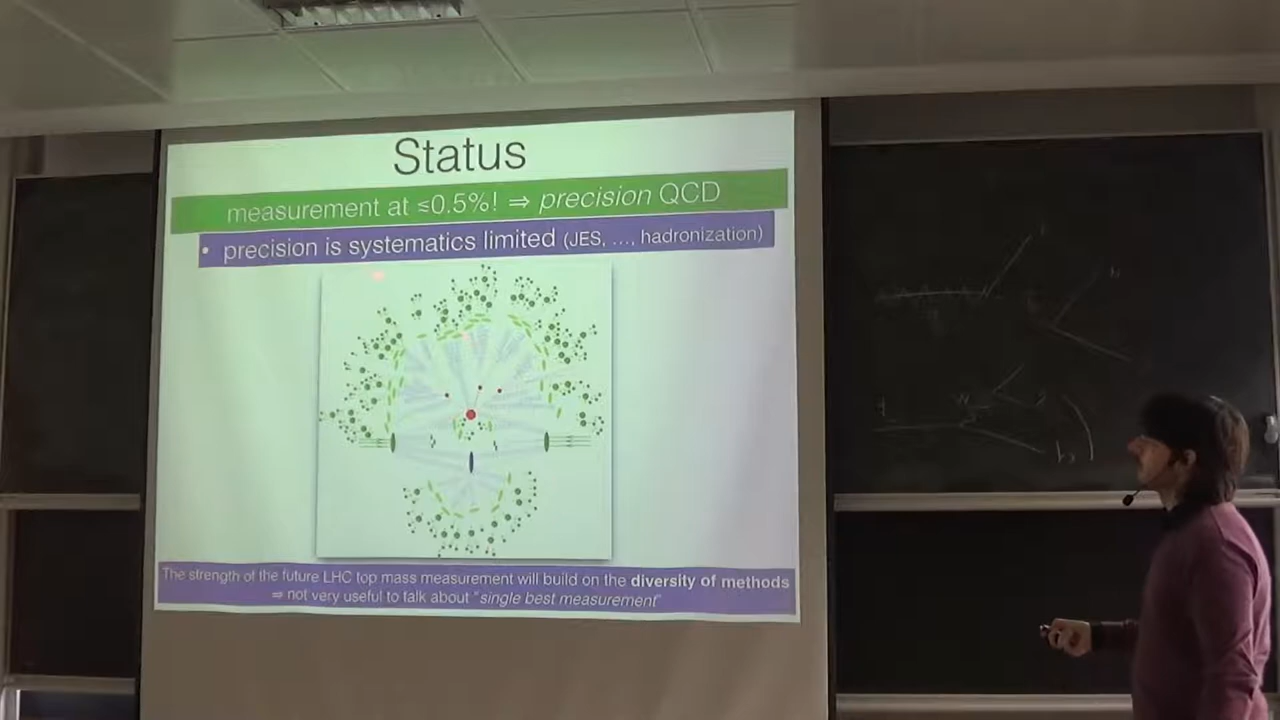 Status
measurement at ≤0.5%! ⇒ precision QCD
• precision is systematics limited (JES, ..., hadronization)
The strength of the future LHC top mass measurement will build on the diversity of methods
⇒ not very useful to talk about "single best measurement"
t
W
b